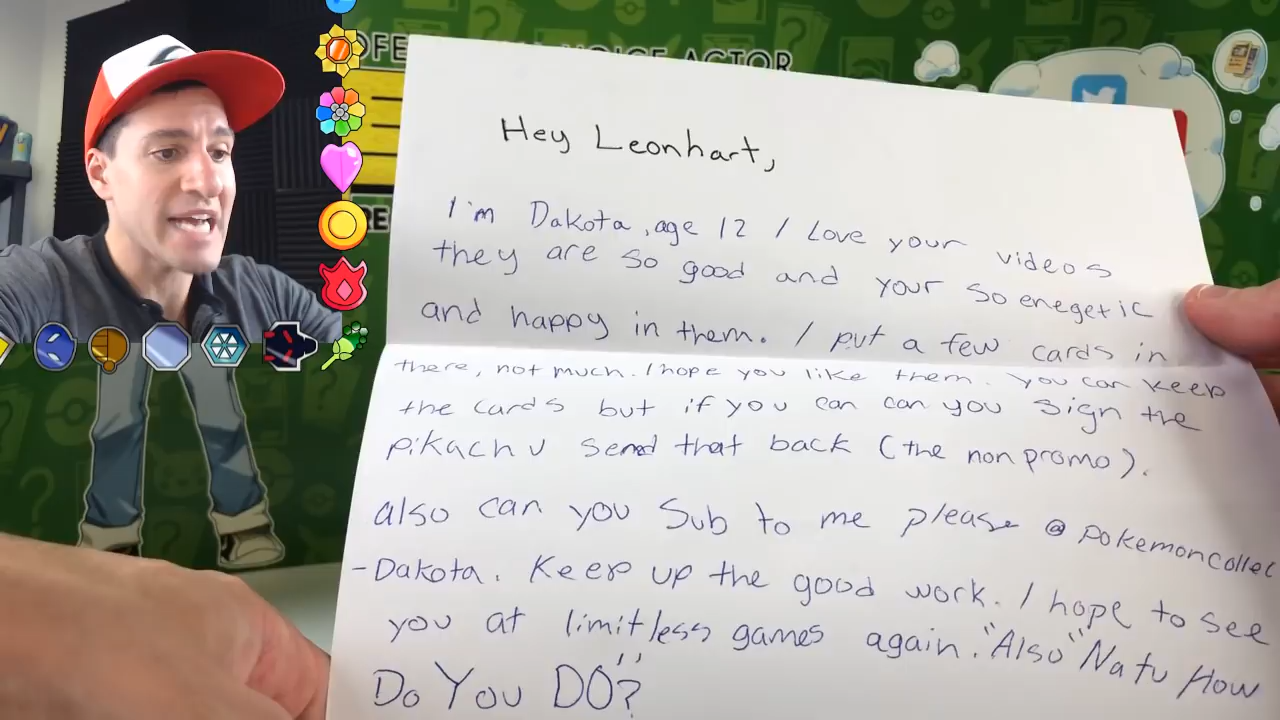 VOICE ACTOR
Hey Leonhart,
I'm Dakota, age 12 I Love your videos
they are so good and your so enegetic
and happy in them. I put a few cards in
there, not much. I hope you like them. You can keep
the cards but if you can can you sign the
pikachu send that back (the non promo).
also can you Sub to me please @pokemoncollec
-Dakota. Keep up the good work. I hope to see
you at limitless games again. "Also" Natu How
Do You DO?"